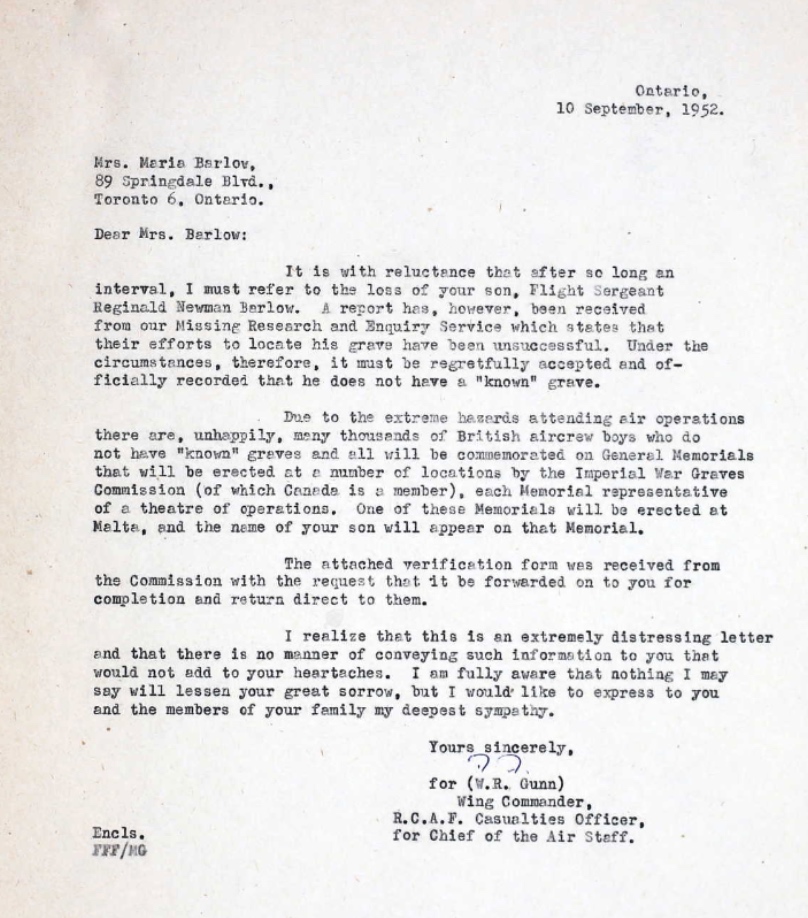 Ontario,
10 September, 1952.
Mrs. Maria Barlow,
89 Springdale Blvd.,
Toronto 6, Ontario.
Dear Mrs. Barlow:
It is with reluctance that after so long an
interval, I must refer to the loss of your son, Flight Sergeant
Reginald Newman Barlow.  A report has, however, been received
from our Missing Research and Enquiry Service which states that
their efforts to locate his grave have been unsuccessful.  Under the
circumstances, therefore, it must be regretfully accepted and of-
ficially recorded that he does not have a "known" grave.
Due to the extreme hazards attending air operations
there are, unhappily, many thousands of British aircrew boys who do
not have "known" graves and all will be commemorated on General Memorials
that will be erected at a number of locations by the Imperial War Graves
Commission (of which Canada is a member), each Memorial representative
of a theatre of operations.  One of these Memorials will be erected at
Malta, and the name of your son will appear on that Memorial.
The attached verification form was received from
the Commission with the request that it be forwarded on to you for
completion and return direct to them.
I realize that this is an extremely distressing letter
and that there is no manner of conveying such information to you that
would not add to your heartaches.  I am fully aware that nothing I may
say will lessen your great sorrow, but I would like to express to you
and the members of your family my deepest sympathy.
Yours sincerely,
for (W.R. Gunn)
Wing Commander,
R.C.A.F. Casualties Officer,
for Chief of the Air Staff.
Encls.
FFF/MG